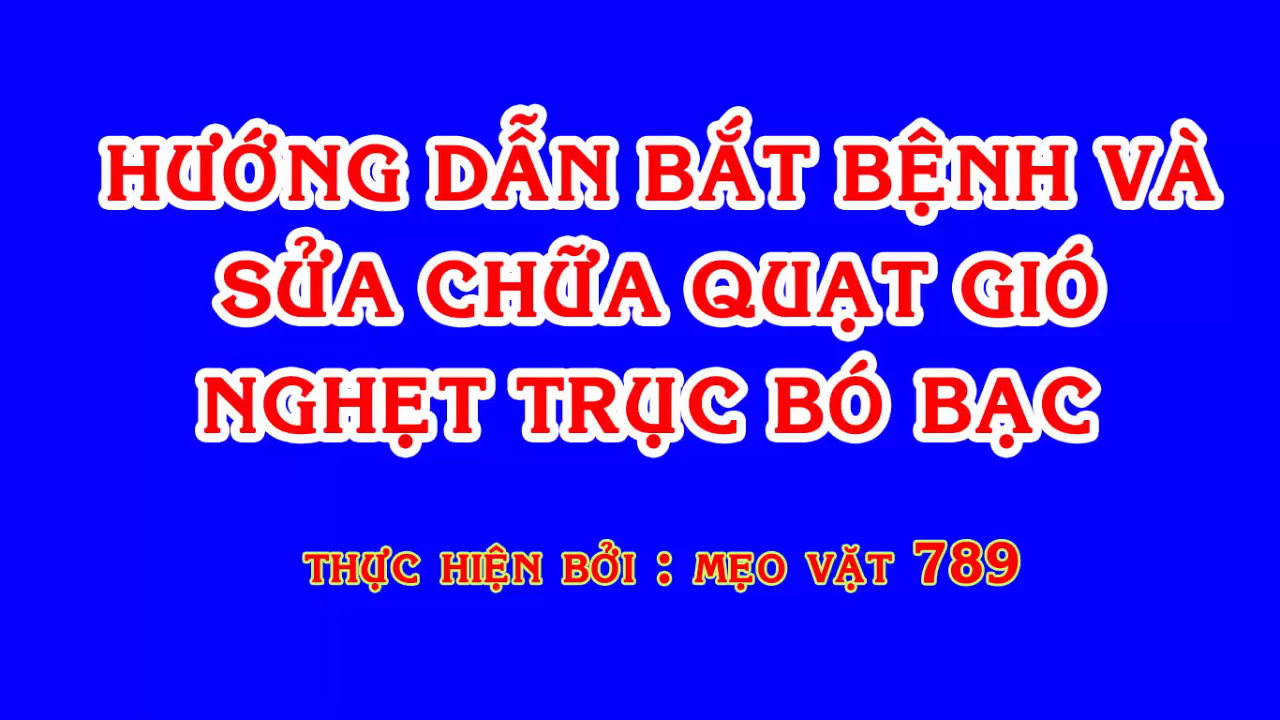 HƯỚNG DẪN BẮT BỆNH VÀ
SỬA CHỮA QUẠT GIÓ
NGHẸT TRỤC BÓ BẠC
THỰC HIỆN BỞI : MẸO VẶT 789